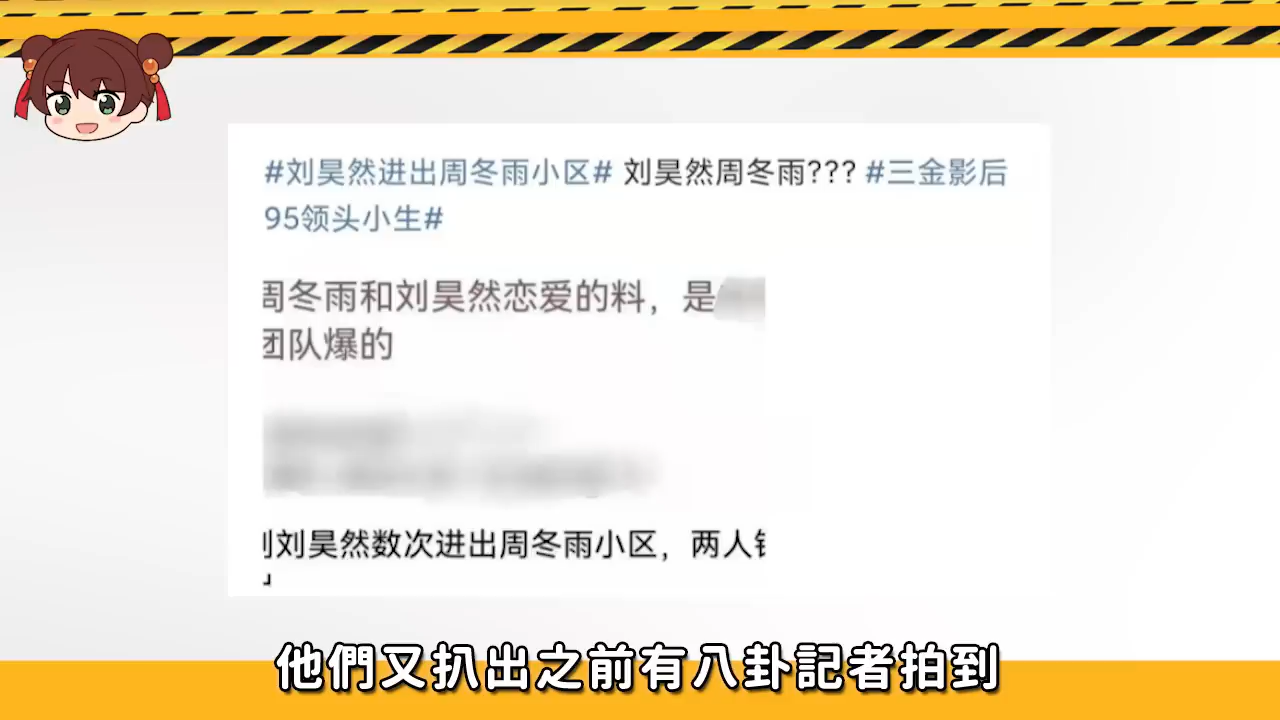 #刘昊然进出周冬雨小区# 刘昊然周冬雨??? #三金影后
95领头小生#
周冬雨和刘昊然恋爱的料，是
团队爆的
刘昊然数次进出周冬雨小区，两人
他們又扒出之前有八卦記者拍到